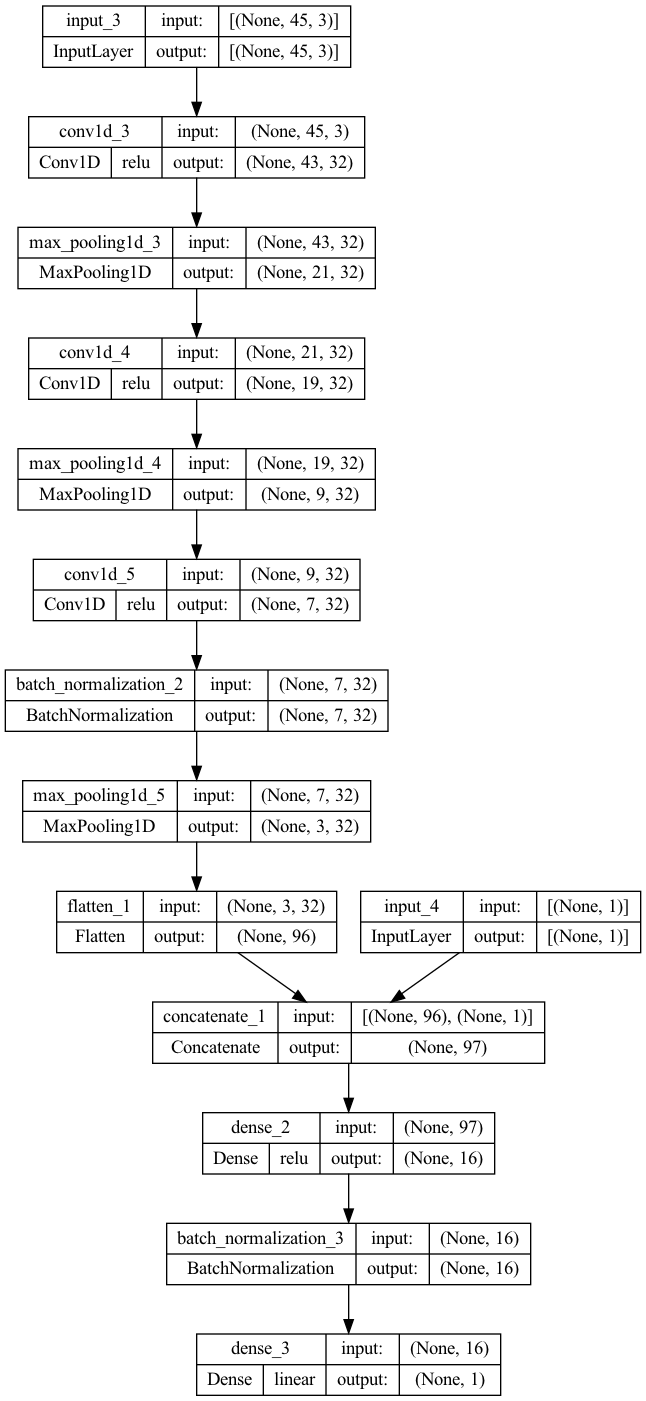 input_3 input: [(None, 45, 3)]
InputLayer output: [(None, 45, 3)]
conv1d_3 input: (None, 45, 3)
Conv1D relu output: (None, 43, 32)
max_pooling1d_3 input: (None, 43, 32)
MaxPooling1D output: (None, 21, 32)
conv1d_4 input: (None, 21, 32)
Conv1D relu output: (None, 19, 32)
max_pooling1d_4 input: (None, 19, 32)
MaxPooling1D output: (None, 9, 32)
conv1d_5 input: (None, 9, 32)
Conv1D relu output: (None, 7, 32)
batch_normalization_2 input: (None, 7, 32)
BatchNormalization output: (None, 7, 32)
max_pooling1d_5 input: (None, 7, 32)
MaxPooling1D output: (None, 3, 32)
flatten_1 input: (None, 3, 32)
Flatten output: (None, 96)
input_4 input: [(None, 1)]
InputLayer output: [(None, 1)]
concatenate_1 input: [(None, 96), (None, 1)]
Concatenate output: (None, 97)
dense_2 input: (None, 97)
Dense relu output: (None, 16)
batch_normalization_3 input: (None, 16)
BatchNormalization output: (None, 16)
dense_3 input: (None, 16)
Dense linear output: (None, 1)